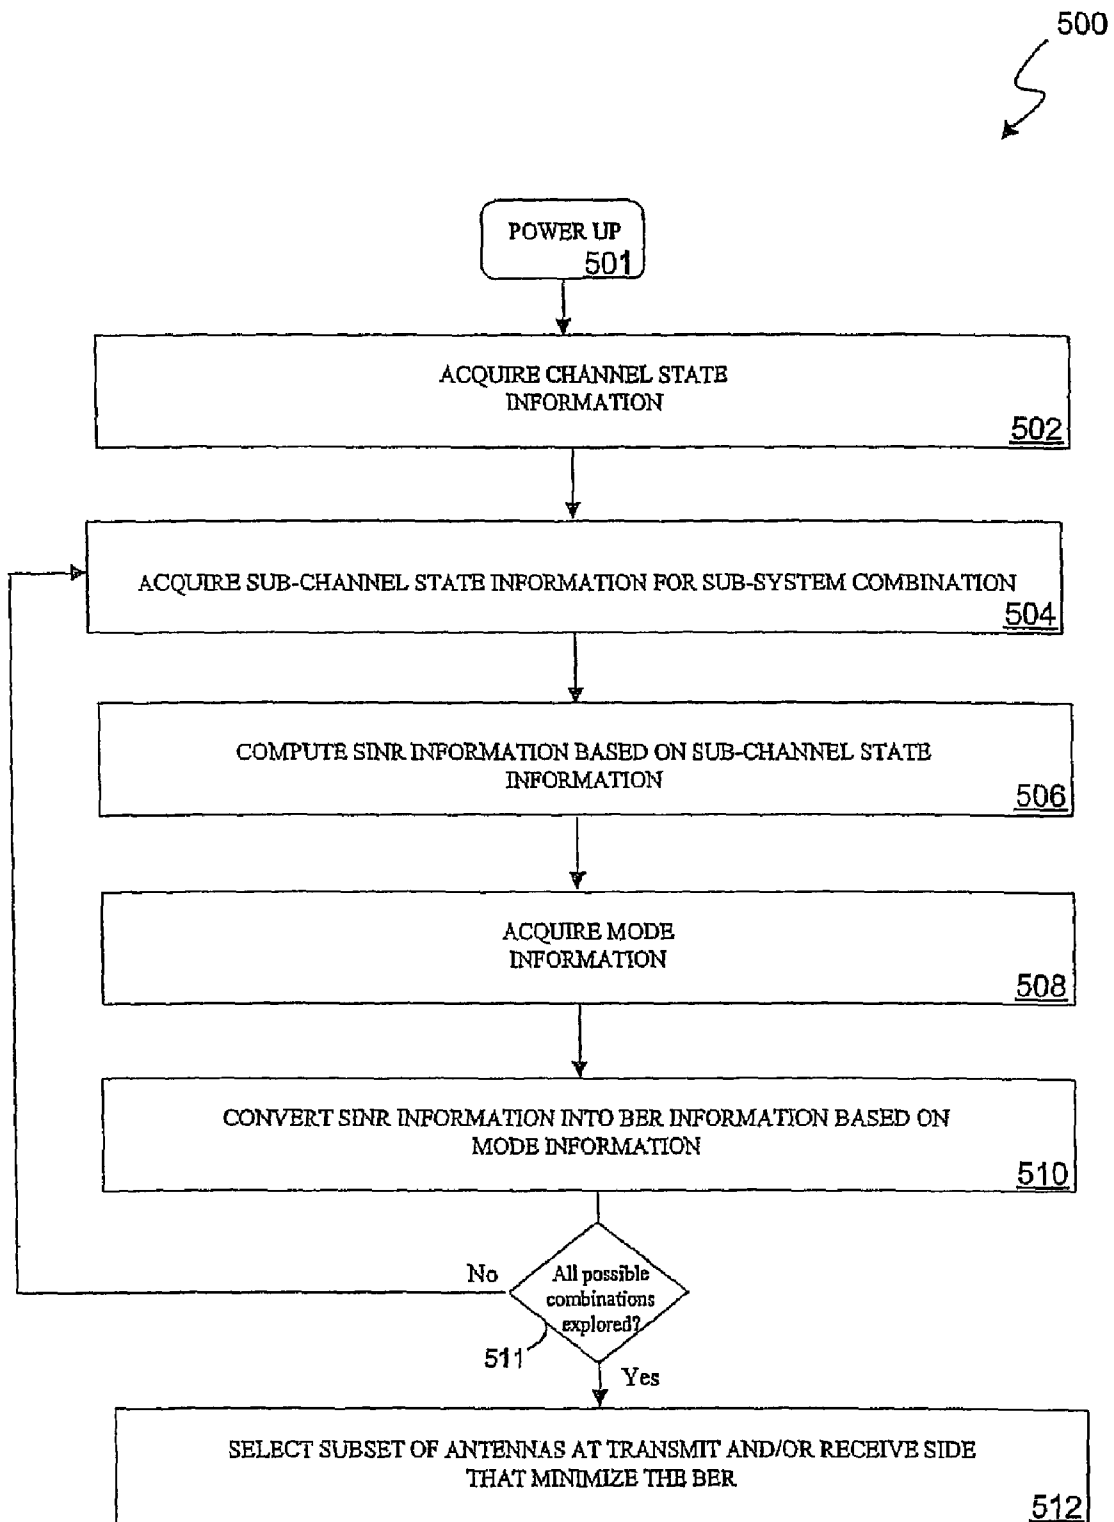 500
POWER UP
501
ACQUIRE CHANNEL STATE
INFORMATION
502
ACQUIRE SUB-CHANNEL STATE INFORMATION FOR SUB-SYSTEM COMBINATION
504
COMPUTE SINR INFORMATION BASED ON SUB-CHANNEL STATE
INFORMATION
506
ACQUIRE MODE
INFORMATION
508
CONVERT SINR INFORMATION INTO BER INFORMATION BASED ON
MODE INFORMATION
510
No
All possible
combinations
explored?
511
Yes
SELECT SUBSET OF ANTENNAS AT TRANSMIT AND/OR RECEIVE SIDE
THAT MINIMIZE THE BER
512